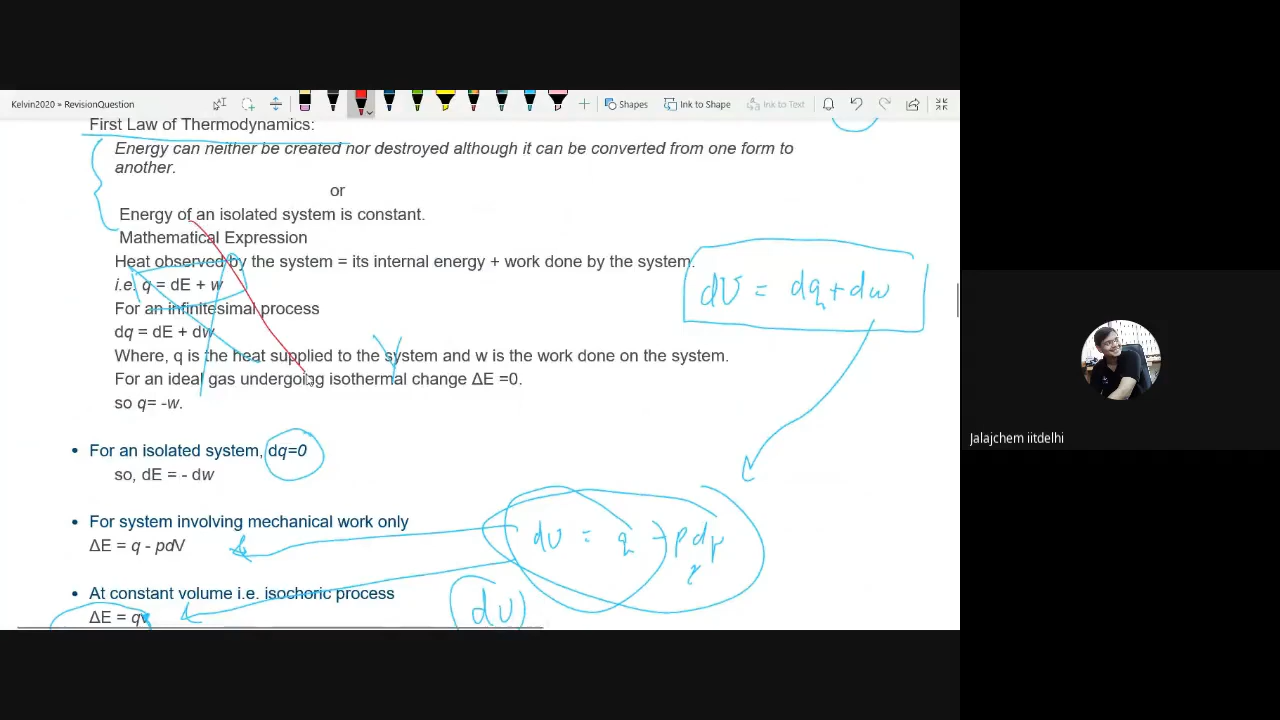 Kelvin2020 » RevisionQuestion
Shapes
Ink to Shape
Ink to Text
First Law of Thermodynamics:
Energy can neither be created nor destroyed although it can be converted from one form to
another.
or
Energy of an isolated system is constant.
Mathematical Expression
Heat observed by the system = its internal energy + work done by the system.
i.e. q = dE + w
dU = dq + dw
For an infinitesimal process
dq = dE + dw
Where, q is the heat supplied to the system and w is the work done on the system.
For an ideal gas undergoing isothermal change ΔE =0.
so q= -w.
Jalajchem iitdelhi
• For an isolated system, dq=0
so, dE = - dw
• For system involving mechanical work only
ΔE = q - pdV
dU = q - pdv
• At constant volume i.e. isochoric process
ΔE = qv
dU